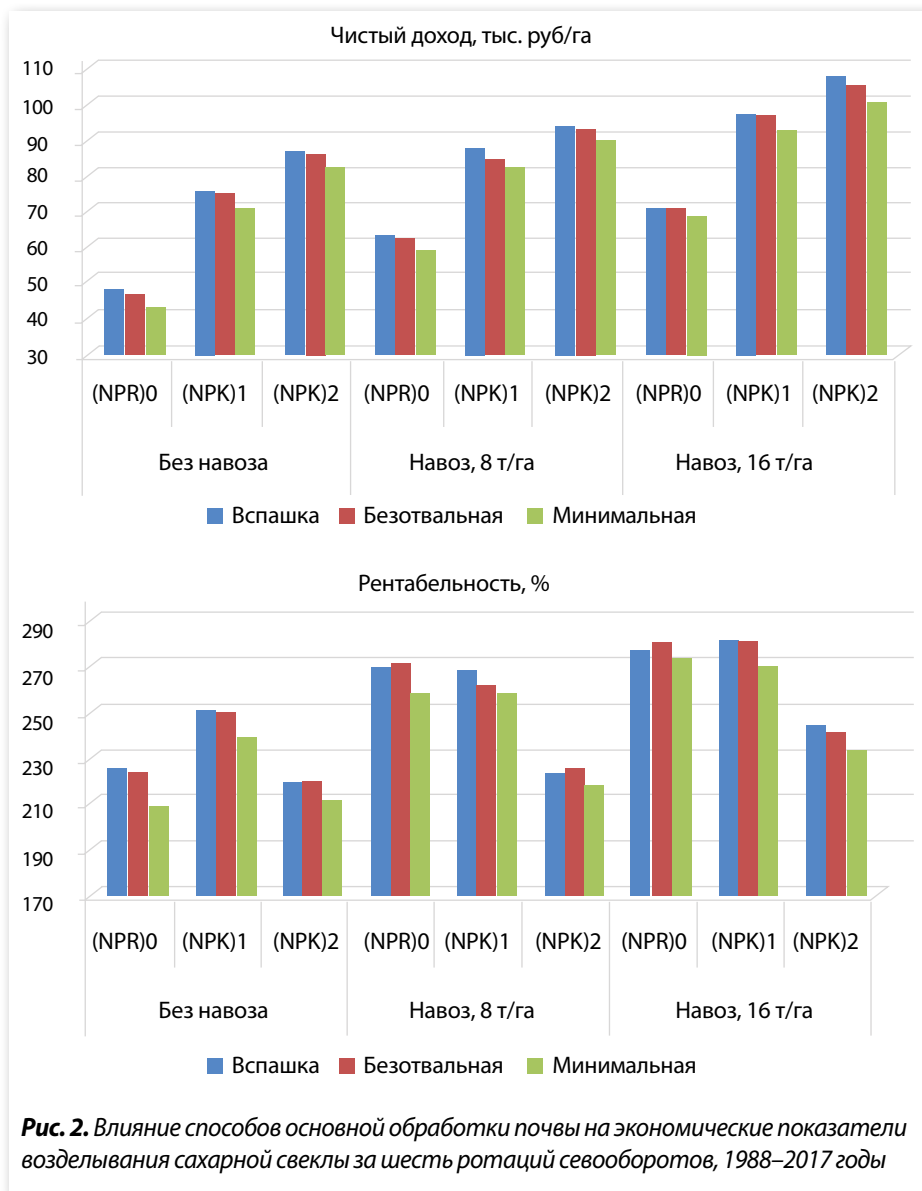 Чистый доход, тыс. руб/га
110
100
90
80
70
60
50
40
30
(NPR)0 (NPK)1 (NPK)2 (NPR)0 (NPK)1 (NPK)2 (NPR)0 (NPK)1 (NPK)2
Без навоза Навоз, 8 т/га Навоз, 16 т/га
Вспашка Безотвальная Минимальная
Рентабельность, %
290
270
250
230
210
190
170
(NPR)0 (NPK)1 (NPK)2 (NPR)0 (NPK)1 (NPK)2 (NPR)0 (NPK)1 (NPK)2
Без навоза Навоз, 8 т/га Навоз, 16 т/га
Вспашка Безотвальная Минимальная
Рис. 2. Влияние способов основной обработки почвы на экономические показатели
возделывания сахарной свеклы за шесть ротаций севооборотов, 1988–2017 годы